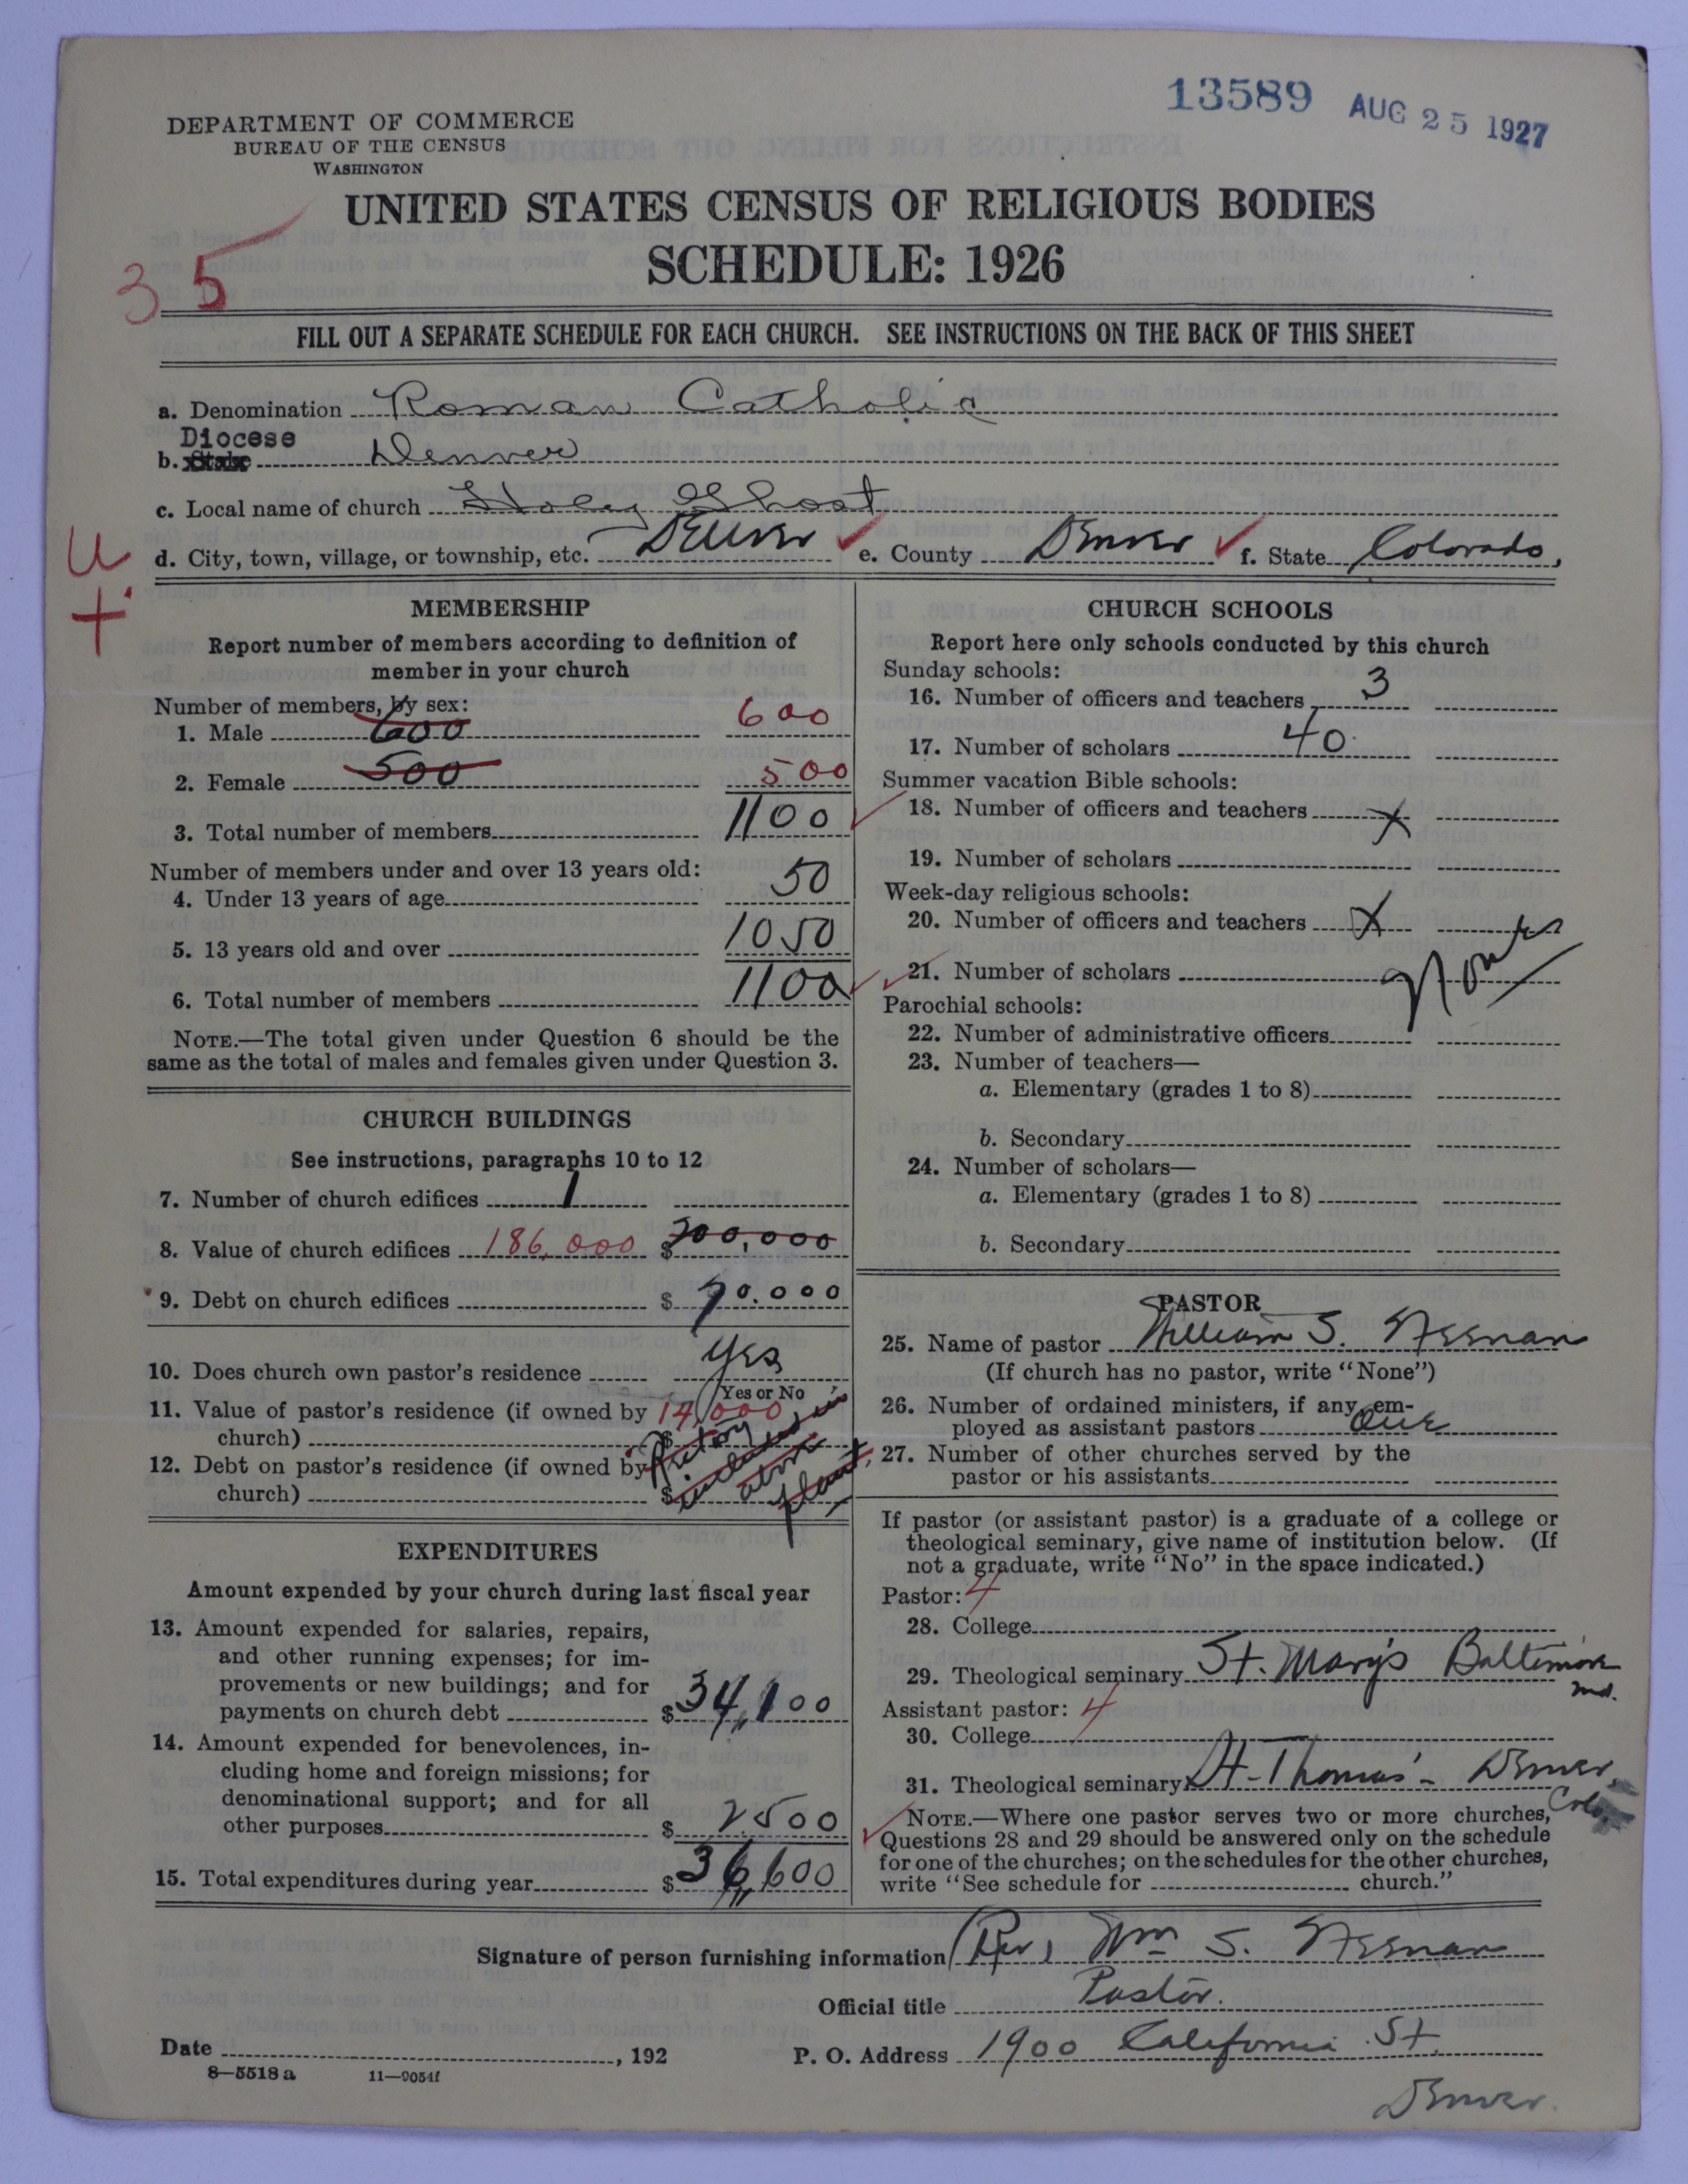 13589 AUG 25 1927
DEPARTMENT OF COMMERCE
BUREAU OF THE CENSUS
WASHINGTON
UNITED STATES CENSUS OF RELIGIOUS BODIES
SCHEDULE: 1926
35
FILL OUT A SEPARATE SCHEDULE FOR EACH CHURCH. SEE INSTRUCTIONS ON THE BACK OF THIS SHEET
a. Denomination Roman Catholic
Diocese
b. State Denver
c. Local name of church Holy Ghost
d. City, town, village, or township, etc. Denver e. County Denver f. State Colorado,
U
+
MEMBERSHIP
Report number of members according to definition of
member in your church
Number of members, by sex:
1. Male 600 600
2. Female 500 500
3. Total number of members 1100
Number of members under and over 13 years old:
4. Under 13 years of age 50
5. 13 years old and over 1050
6. Total number of members 1100
NOTE.—The total given under Question 6 should be the
same as the total of males and females given under Question 3.
CHURCH BUILDINGS
See instructions, paragraphs 10 to 12
7. Number of church edifices 1
8. Value of church edifices 186,000 $ 200,000
9. Debt on church edifices $ 70.000
10. Does church own pastor's residence Yes
Yes or No
11. Value of pastor's residence (if owned by 14,000
church) $
12. Debt on pastor's residence (if owned by
church) $
Rectory
included in
above
plant
EXPENDITURES
Amount expended by your church during last fiscal year
13. Amount expended for salaries, repairs,
and other running expenses; for im-
provements or new buildings; and for
payments on church debt $ 34,100
14. Amount expended for benevolences, in-
cluding home and foreign missions; for
denominational support; and for all
other purposes $ 2500
15. Total expenditures during year $ 36,600
CHURCH SCHOOLS
Report here only schools conducted by this church
Sunday schools:
16. Number of officers and teachers 3
17. Number of scholars 40
Summer vacation Bible schools:
18. Number of officers and teachers X
19. Number of scholars
Week-day religious schools:
20. Number of officers and teachers X
21. Number of scholars
Parochial schools:
22. Number of administrative officers
23. Number of teachers—
a. Elementary (grades 1 to 8)
b. Secondary
24. Number of scholars—
a. Elementary (grades 1 to 8)
b. Secondary
PASTOR
25. Name of pastor William S. Neenan
(If church has no pastor, write "None")
26. Number of ordained ministers, if any, em-
ployed as assistant pastors One
27. Number of other churches served by the
pastor or his assistants
If pastor (or assistant pastor) is a graduate of a college or
theological seminary, give name of institution below. (If
not a graduate, write "No" in the space indicated.)
Pastor: 4
28. College
29. Theological seminary St. Mary's Baltimore
Md.
Assistant pastor: 4
30. College
31. Theological seminary St. Thomas' - Denver,
Colo.
NOTE.—Where one pastor serves two or more churches,
Questions 28 and 29 should be answered only on the schedule
for one of the churches; on the schedules for the other churches,
write "See schedule for church."
Signature of person furnishing information (Rev) Wm S. Neenan
Official title Pastor.
Date , 192 P. O. Address 1900 California St.
8—5518 a 11—9054f
Denver.